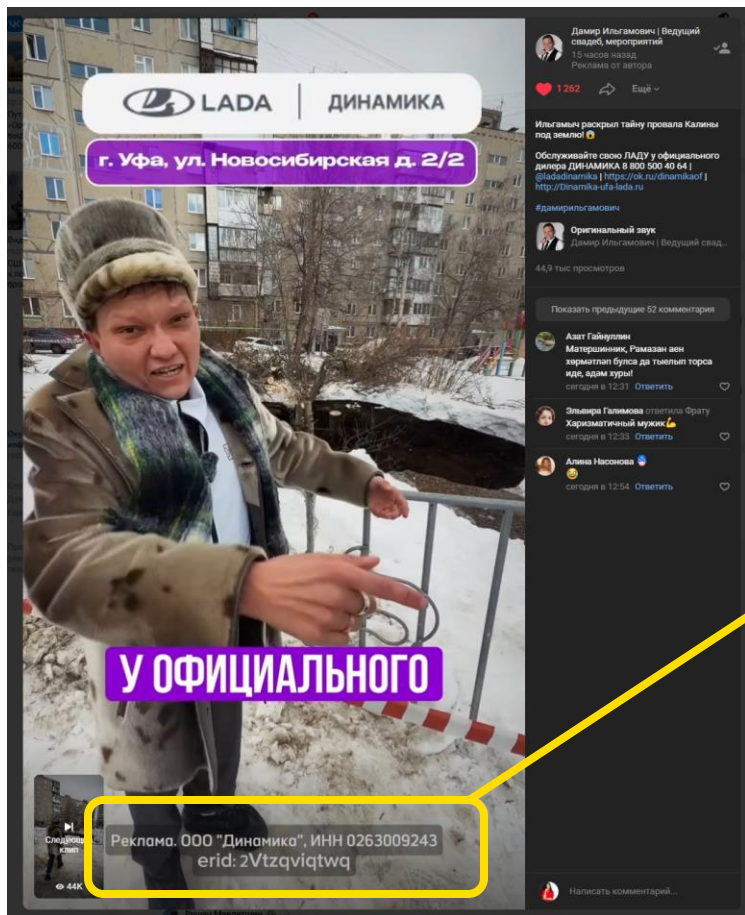 LADA | ДИНАМИКА
г. Уфа, ул. Новосибирская д. 2/2
У ОФИЦИАЛЬНОГО
Следующий
клип
44K
Реклама. ООО "Динамика", ИНН 0263009243
erid: 2Vtzqviqtwq
Дамир Ильгамович | Ведущий
свадеб, мероприятий
15 часов назад
Реклама от автора
1 262
Ещё
Ильгамыч раскрыл тайну провала Калины
под землю!
Обслуживайте свою ЛАДУ у официального
дилера ДИНАМИКА 8 800 500 40 64 |
@ladadinamika | https://ok.ru/dinamikaof |
http://Dinamika-ufa-lada.ru
#дамирильгамович
Оригинальный звук
Дамир Ильгамович | Ведущий свад...
44,9 тыс просмотров
Показать предыдущие 52 комментария
Азат Гайнуллин
Матершинник, Рамазан аен
хөрмәтләп булса да тыелып торса
иде, адәм хуры!
сегодня в 12:31 Ответить
Эльвира Галимова ответила Фрату
Харизматичный мужик
сегодня в 12:33 Ответить
Алина Насонова
сегодня в 12:54 Ответить
Написать комментарий...